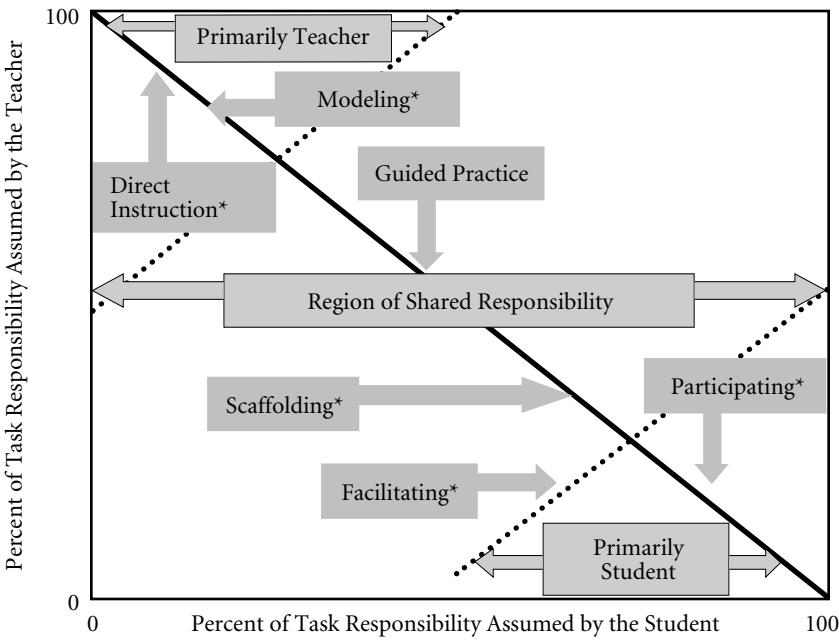 100
Primarily Teacher
Modeling*
Guided Practice
Direct
Instruction*
Region of Shared Responsibility
Scaffolding*
Participating*
Facilitating*
Primarily
Student
Percent of Task Responsibility Assumed by the Teacher
0
0
Percent of Task Responsibility Assumed by the Student
100